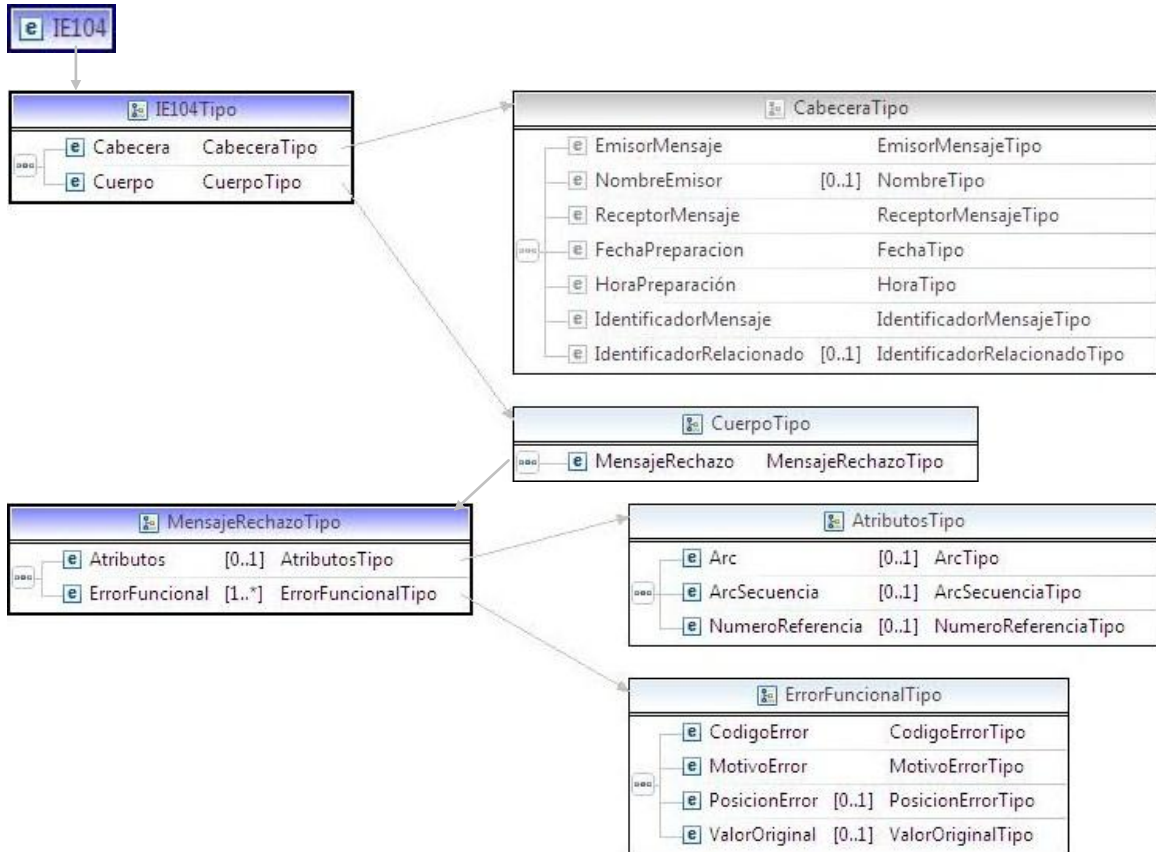 e IE104
IE104Tipo
e Cabecera CabeceraTipo
e Cuerpo CuerpoTipo
CabeceraTipo
e EmisorMensaje EmisorMensajeTipo
e NombreEmisor [0..1] NombreTipo
e ReceptorMensaje ReceptorMensajeTipo
e FechaPreparacion FechaTipo
e HoraPreparación HoraTipo
e IdentificadorMensaje IdentificadorMensajeTipo
e IdentificadorRelacionado [0..1] IdentificadorRelacionadoTipo
CuerpoTipo
e MensajeRechazo MensajeRechazoTipo
MensajeRechazoTipo
e Atributos [0..1] AtributosTipo
e ErrorFuncional [1..*] ErrorFuncionalTipo
AtributosTipo
e Arc [0..1] ArcTipo
e ArcSecuencia [0..1] ArcSecuenciaTipo
e NumeroReferencia [0..1] NumeroReferenciaTipo
ErrorFuncionalTipo
e CodigoError CodigoErrorTipo
e MotivoError MotivoErrorTipo
e PosicionError [0..1] PosicionErrorTipo
e ValorOriginal [0..1] ValorOriginalTipo